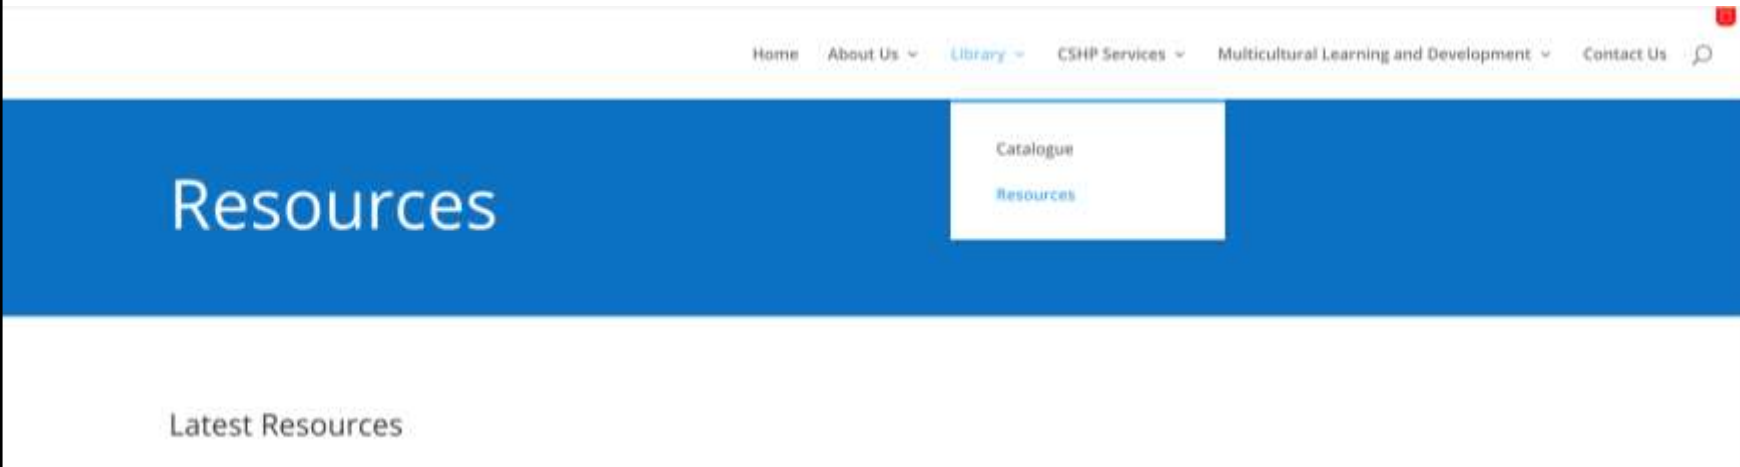 Home About Us Library CSHP Services Multicultural Learning and Development Contact Us
Catalogue
Resources
Resources
Latest Resources